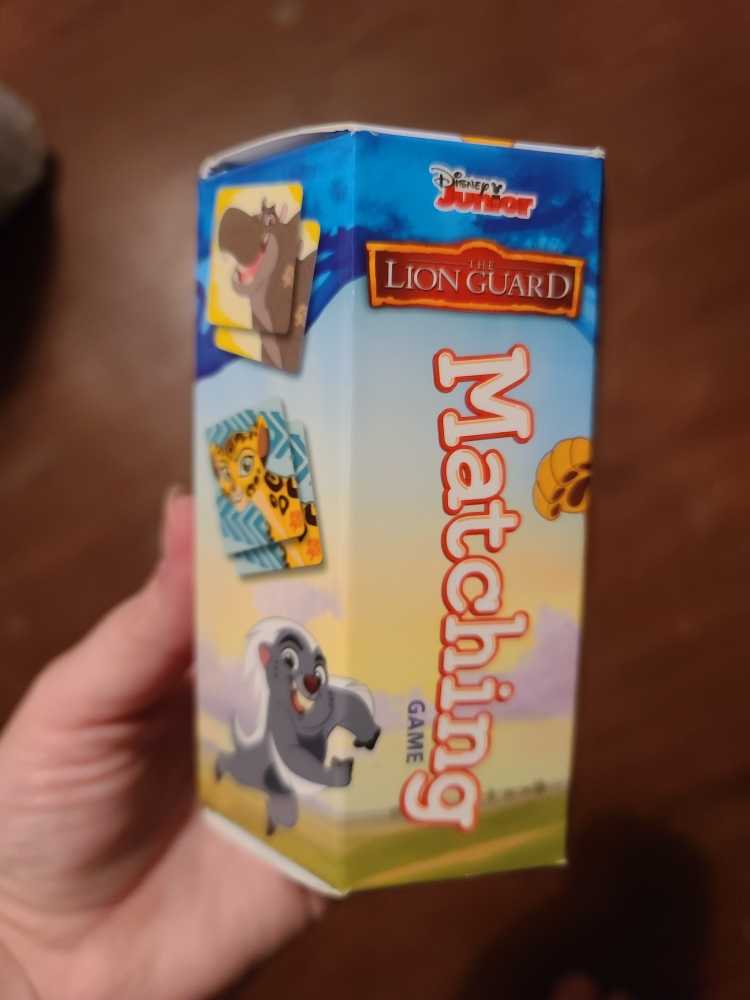 Disney
Junior
THE
LION GUARD
Matching
GAME